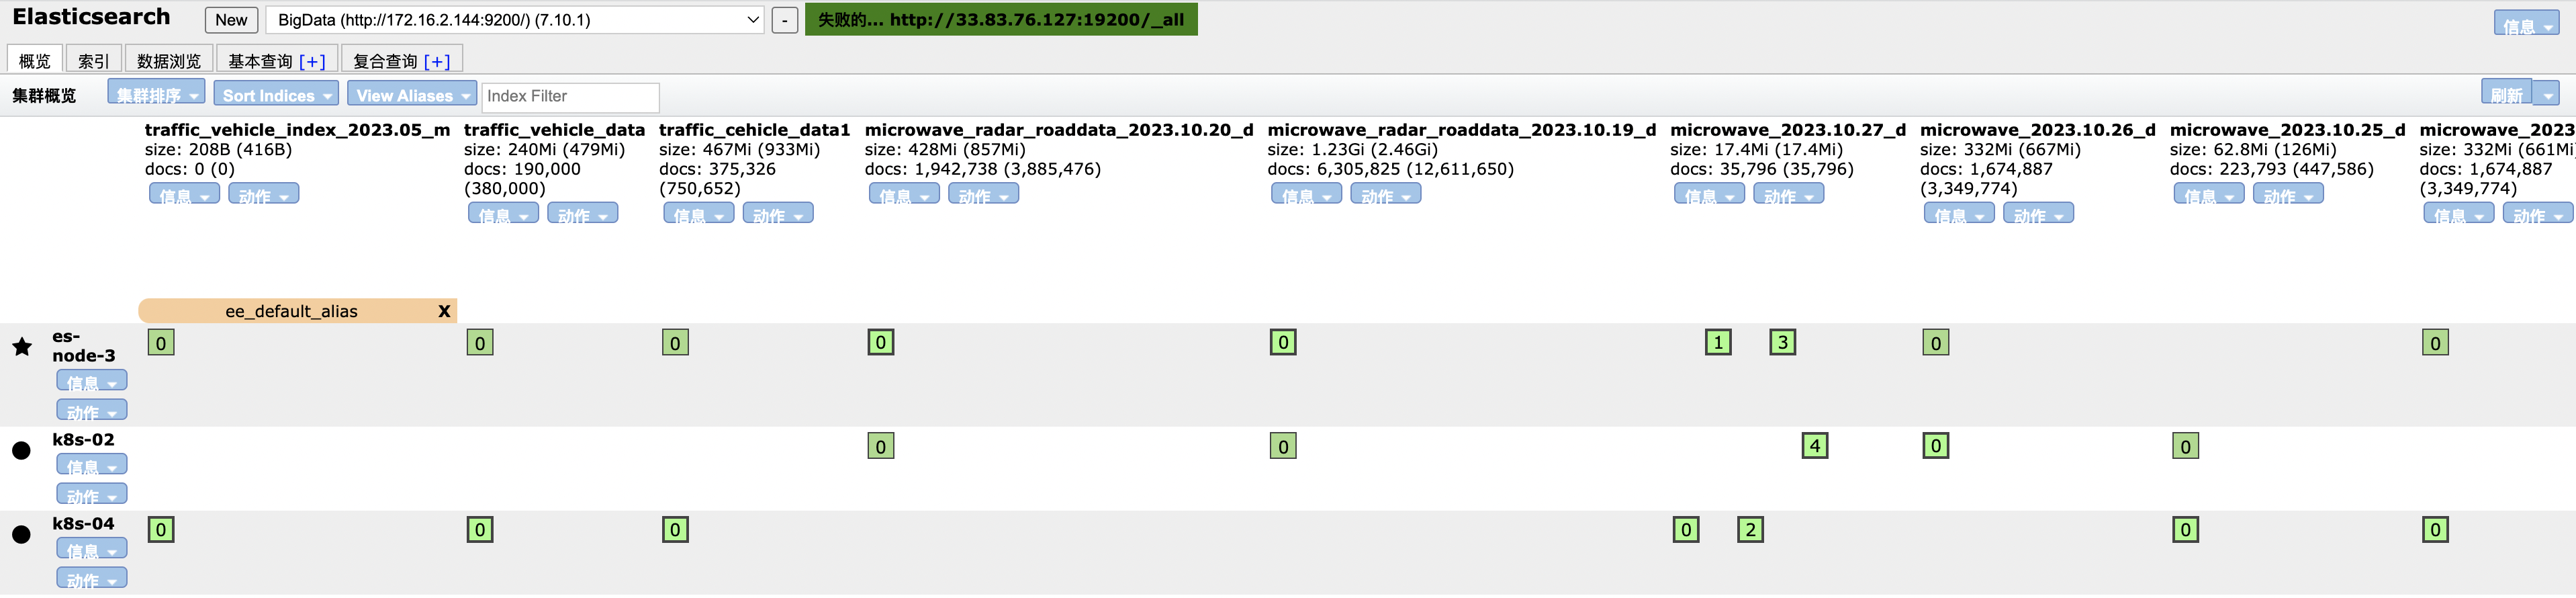 Elasticsearch New BigData (http://172.16.2.144:9200/) (7.10.1) - 失败的... http://33.83.76.127:19200/_all 信息
概览 索引 数据浏览 基本查询 [+] 复合查询 [+]
集群概览 集群排序 Sort Indices View Aliases Index Filter 刷新
traffic_vehicle_index_2023.05_m
size: 208B (416B)
docs: 0 (0)
信息 动作
traffic_vehicle_data
size: 240Mi (479Mi)
docs: 190,000
(380,000)
信息 动作
traffic_cehicle_data1
size: 467Mi (933Mi)
docs: 375,326
(750,652)
信息 动作
microwave_radar_roaddata_2023.10.20_d
size: 428Mi (857Mi)
docs: 1,942,738 (3,885,476)
信息 动作
microwave_radar_roaddata_2023.10.19_d
size: 1.23Gi (2.46Gi)
docs: 6,305,825 (12,611,650)
信息 动作
microwave_2023.10.27_d
size: 17.4Mi (17.4Mi)
docs: 35,796 (35,796)
信息 动作
microwave_2023.10.26_d
size: 332Mi (667Mi)
docs: 1,674,887
(3,349,774)
信息 动作
microwave_2023.10.25_d
size: 62.8Mi (126Mi)
docs: 223,793 (447,586)
信息 动作
microwave_2023
size: 332Mi (661Mi
docs: 1,674,887
(3,349,774)
信息 动作
ee_default_alias X
es-
node-3
0 0 0 0 0 1 3 0 0
信息
动作
k8s-02
0 0 4 0 0
信息
动作
k8s-04
0 0 0 0 2 0 0
信息
动作